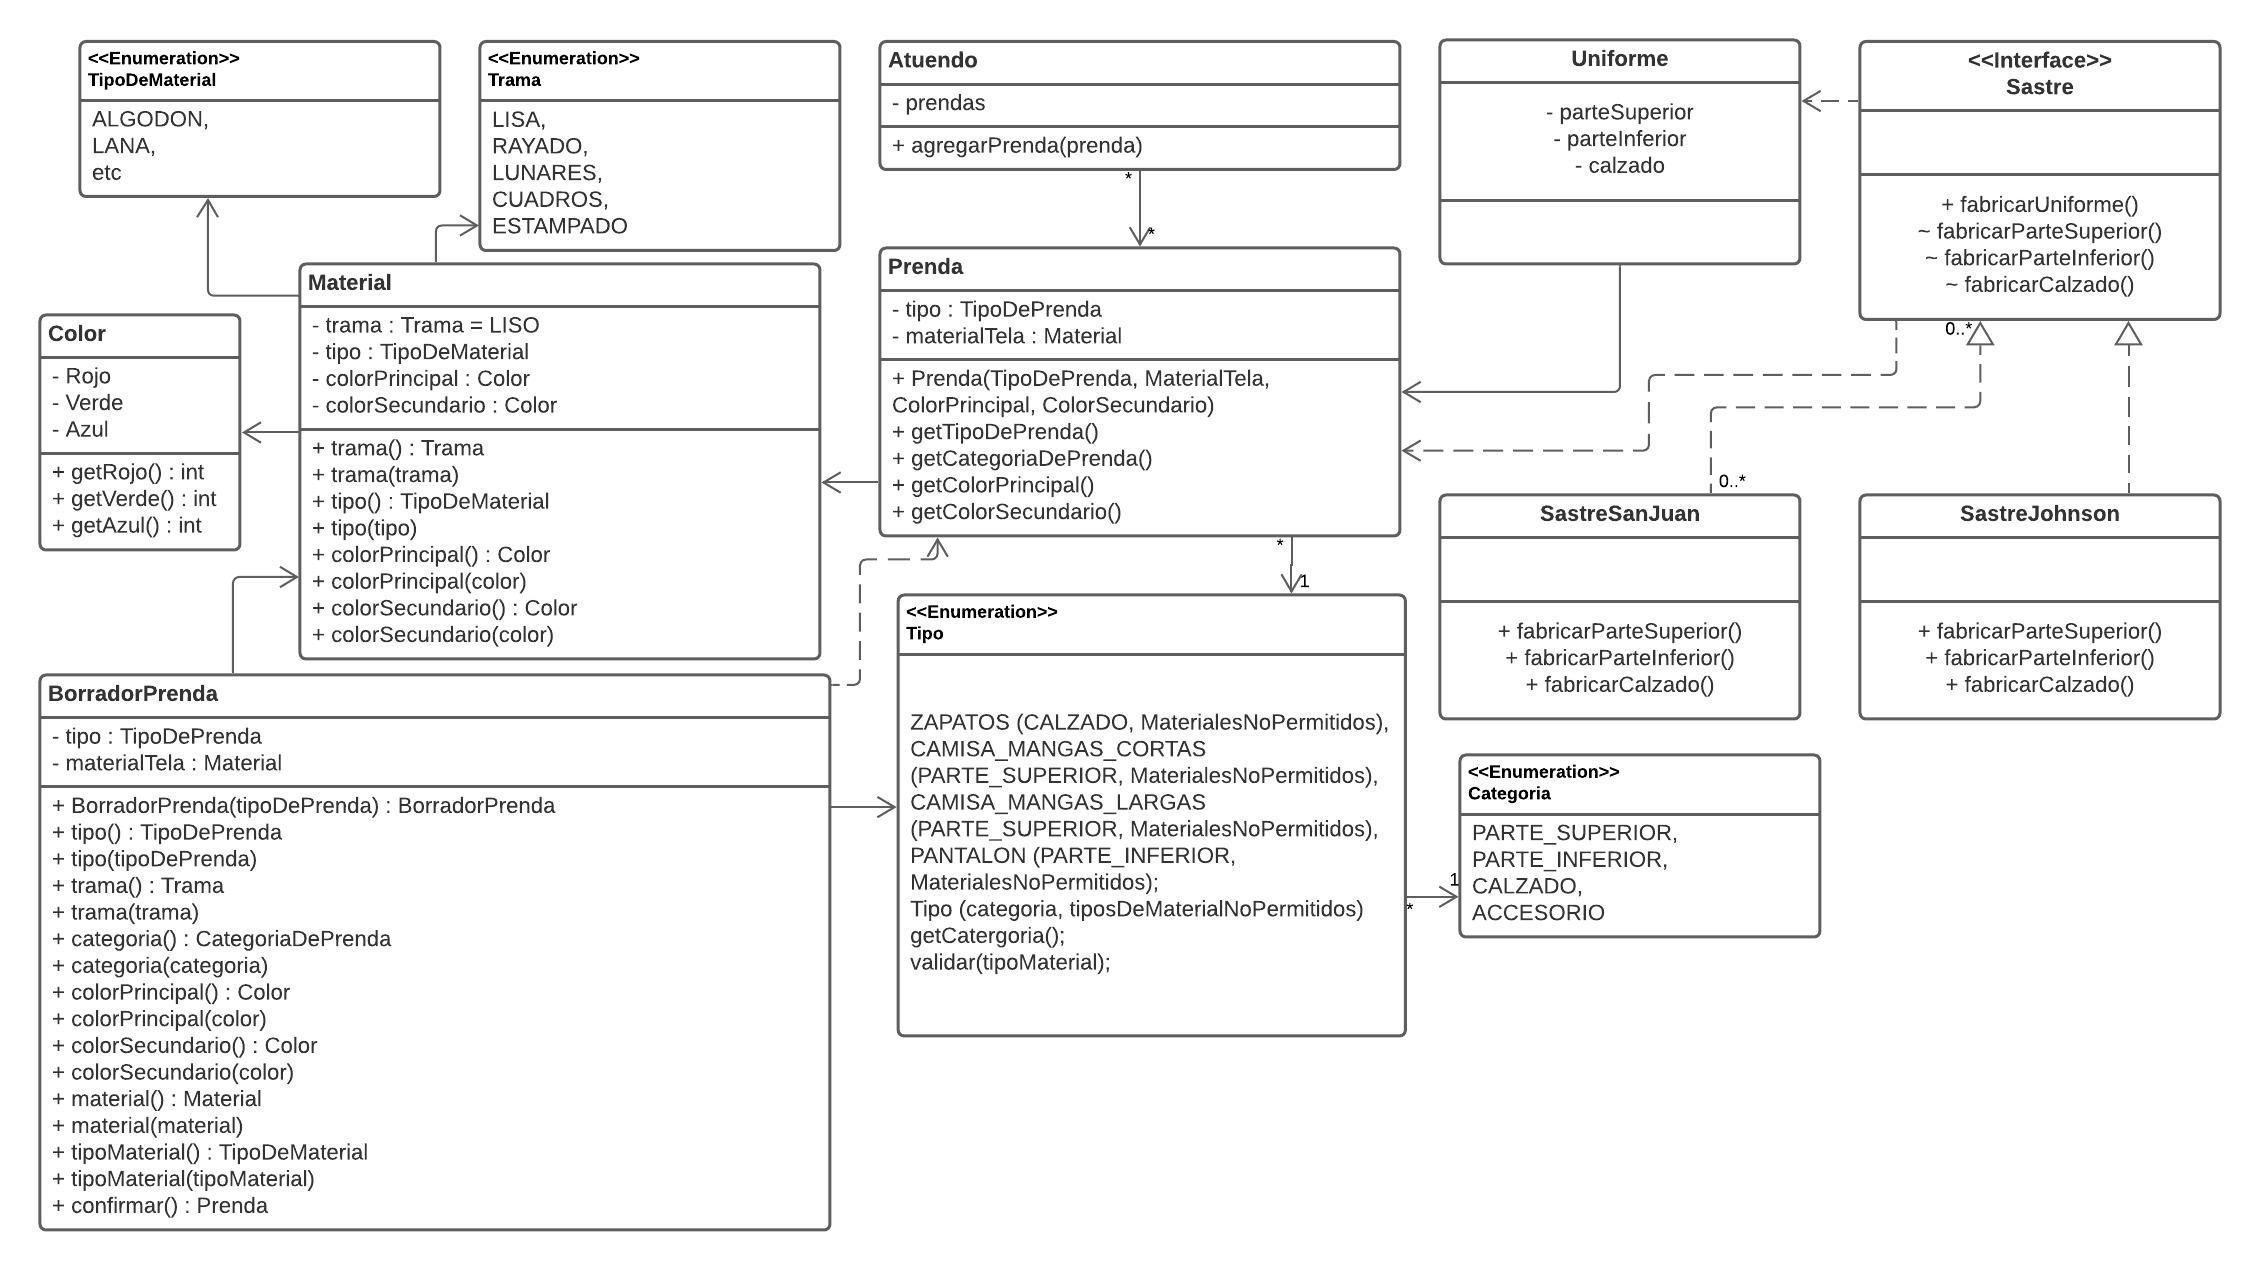 <<Enumeration>>
TipoDeMaterial
ALGODON,
LANA,
etc
<<Enumeration>>
Trama
LISA,
RAYADO,
LUNARES,
CUADROS,
ESTAMPADO
Atuendo
- prendas
+ agregarPrenda(prenda)
*
*
Uniforme
- parteSuperior
- parteInferior
- calzado
<<Interface>>
Sastre
+ fabricarUniforme()
~ fabricarParteSuperior()
~ fabricarParteInferior()
~ fabricarCalzado()
0..*
0..*
Color
- Rojo
- Verde
- Azul
+ getRojo() : int
+ getVerde() : int
+ getAzul() : int
Material
- trama : Trama = LISO
- tipo : TipoDeMaterial
- colorPrincipal : Color
- colorSecundario : Color
+ trama() : Trama
+ trama(trama)
+ tipo() : TipoDeMaterial
+ tipo(tipo)
+ colorPrincipal() : Color
+ colorPrincipal(color)
+ colorSecundario() : Color
+ colorSecundario(color)
Prenda
- tipo : TipoDePrenda
- materialTela : Material
+ Prenda(TipoDePrenda, MaterialTela,
ColorPrincipal, ColorSecundario)
+ getTipoDePrenda()
+ getCategoriaDePrenda()
+ getColorPrincipal()
+ getColorSecundario()
*
1
SastreSanJuan
+ fabricarParteSuperior()
+ fabricarParteInferior()
+ fabricarCalzado()
SastreJohnson
+ fabricarParteSuperior()
+ fabricarParteInferior()
+ fabricarCalzado()
BorradorPrenda
- tipo : TipoDePrenda
- materialTela : Material
+ BorradorPrenda(tipoDePrenda) : BorradorPrenda
+ tipo() : TipoDePrenda
+ tipo(tipoDePrenda)
+ trama() : Trama
+ trama(trama)
+ categoria() : CategoriaDePrenda
+ categoria(categoria)
+ colorPrincipal() : Color
+ colorPrincipal(color)
+ colorSecundario() : Color
+ colorSecundario(color)
+ material() : Material
+ material(material)
+ tipoMaterial() : TipoDeMaterial
+ tipoMaterial(tipoMaterial)
+ confirmar() : Prenda
<<Enumeration>>
Tipo
ZAPATOS (CALZADO, MaterialesNoPermitidos),
CAMISA_MANGAS_CORTAS
(PARTE_SUPERIOR, MaterialesNoPermitidos),
CAMISA_MANGAS_LARGAS
(PARTE_SUPERIOR, MaterialesNoPermitidos),
PANTALON (PARTE_INFERIOR,
MaterialesNoPermitidos);
Tipo (categoria, tiposDeMaterialNoPermitidos)
getCatergoria();
validar(tipoMaterial);
*
1
<<Enumeration>>
Categoria
PARTE_SUPERIOR,
PARTE_INFERIOR,
CALZADO,
ACCESORIO